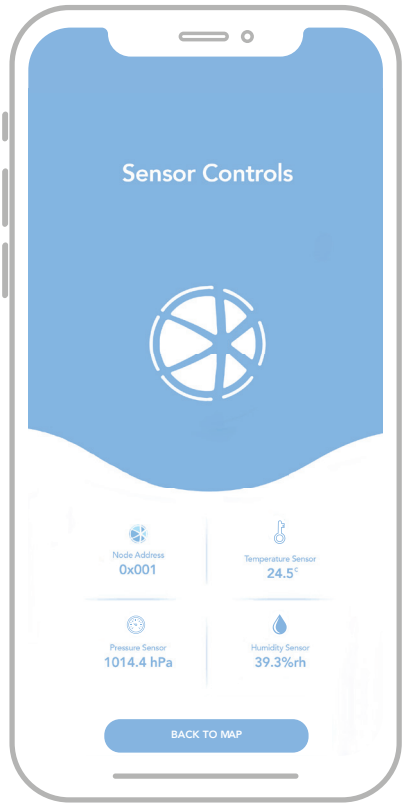 Sensor Controls
Node Address
0x001
Temperature Sensor
24.5°C
Pressure Sensor
1014.4 hPa
Humidity Sensor
39.3%rh
BACK TO MAP